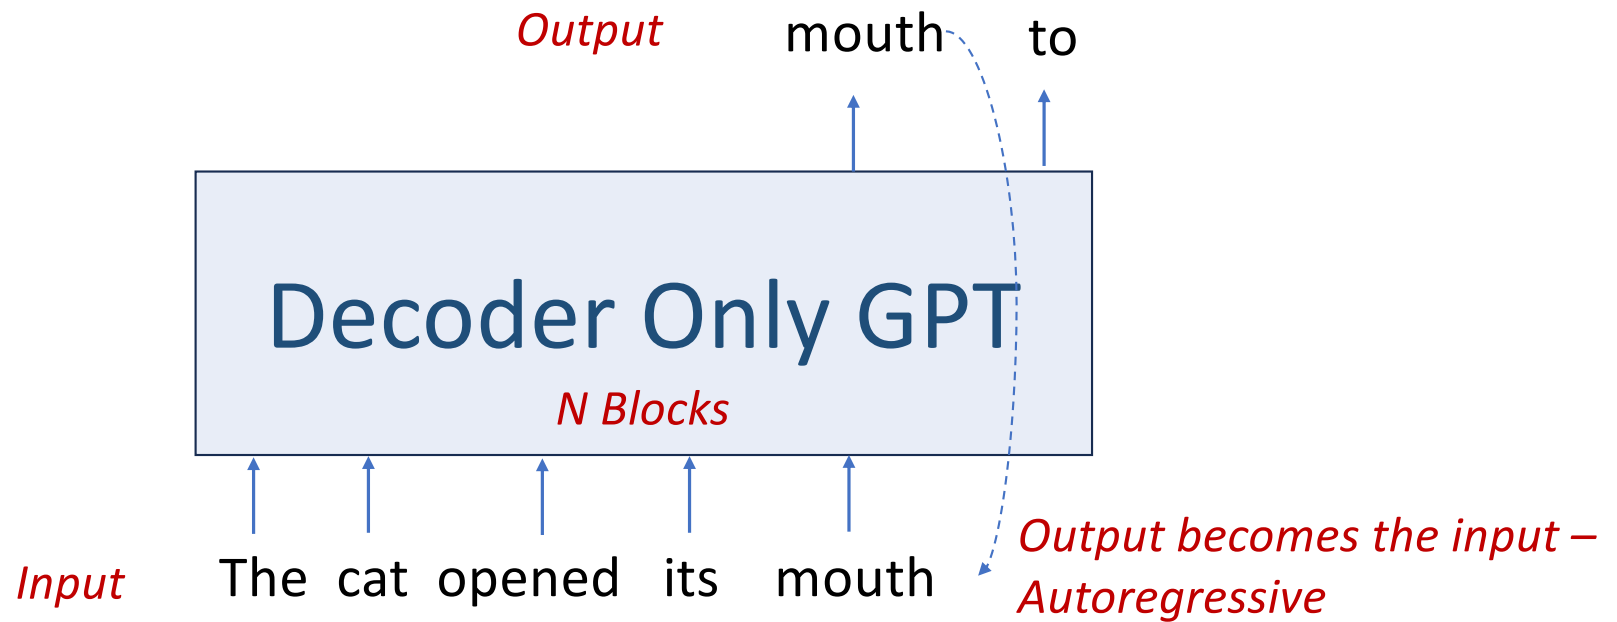 Output mouth to
Decoder Only GPT
N Blocks
Input The cat opened its mouth
Output becomes the input –
Autoregressive